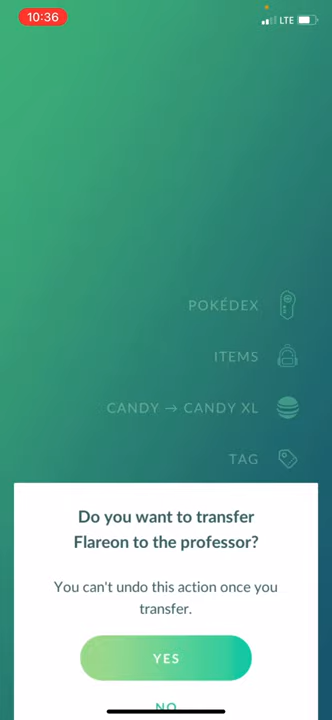 10:36
LTE
POKÉDEX
ITEMS
CANDY → CANDY XL
TAG
Do you want to transfer
Flareon to the professor?
You can't undo this action once you
transfer.
YES
NO